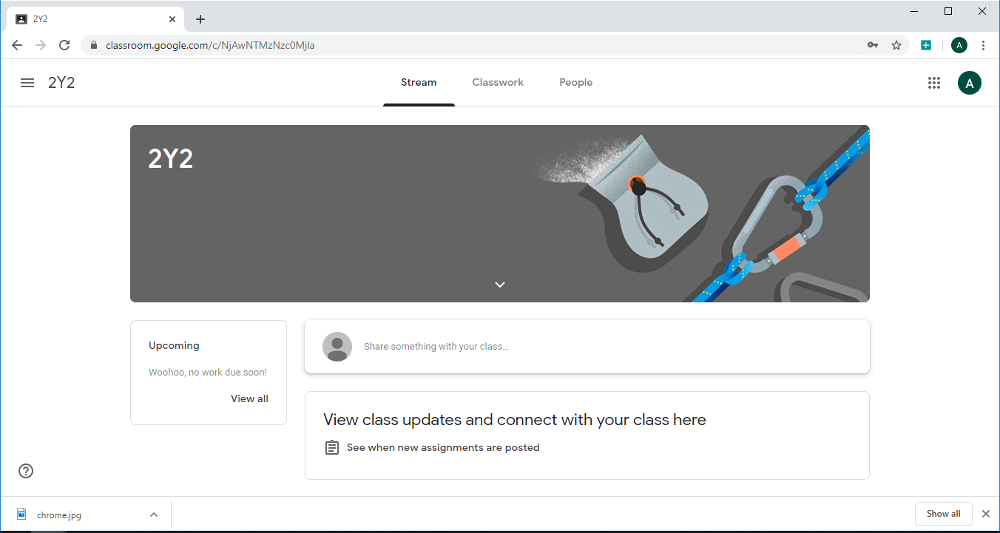 2Y2
classroom.google.com/c/NjAwNTMzNzc0Mjla
A
2Y2
Stream
Classwork
People
A
2Y2
Upcoming
Woohoo, no work due soon!
View all
Share something with your class...
View class updates and connect with your class here
See when new assignments are posted
chrome.jpg
Show all